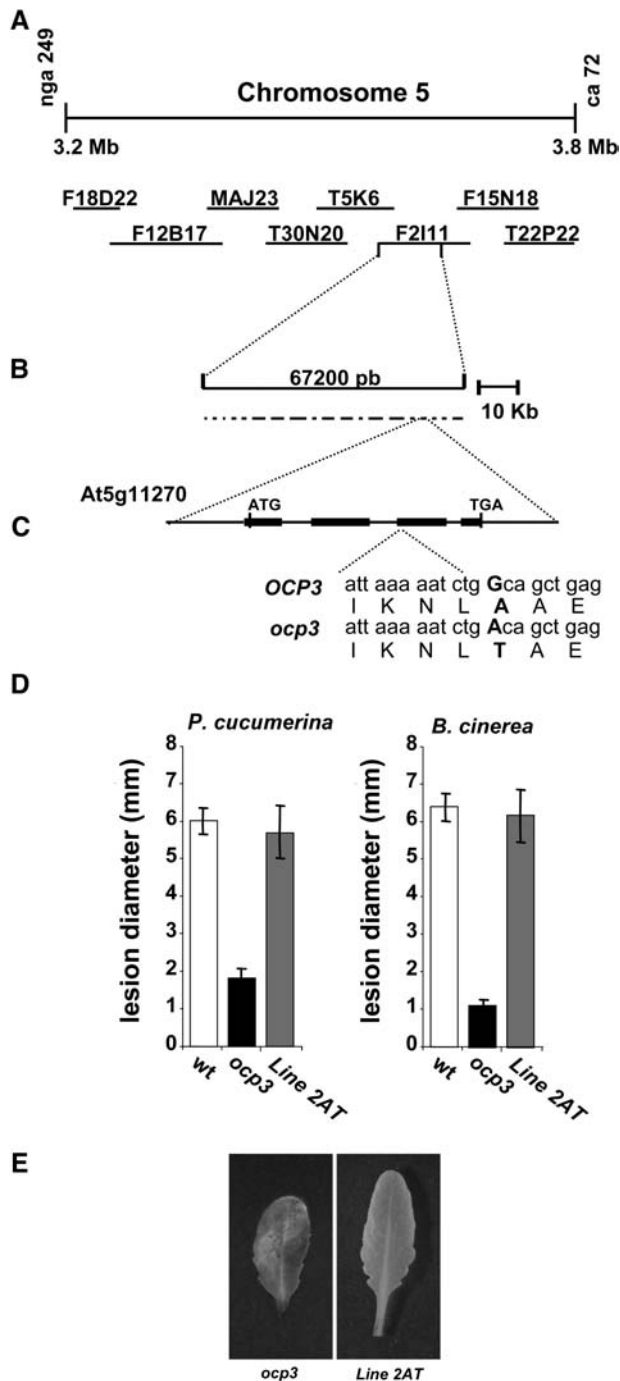 A
nga 249
ca 72
Chromosome 5
3.2 Mb
3.8 Mb
F18D22
MAJ23
T5K6
F15N18
F12B17
T30N20
F2I11
T22P22
B
67200 pb
10 Kb
At5g11270
ATG
TGA
C
OCP3
att aaa aat ctg Gca gct gag
I K N L A A E
ocp3
att aaa aat ctg Aca gct gag
I K N L T A E
D
P. cucumerina
lesion diameter (mm)
8
7
6
5
4
3
2
1
0
wt
ocp3
Line 2AT
B. cinerea
lesion diameter (mm)
8
7
6
5
4
3
2
1
0
wt
ocp3
Line 2AT
E
ocp3
Line 2AT